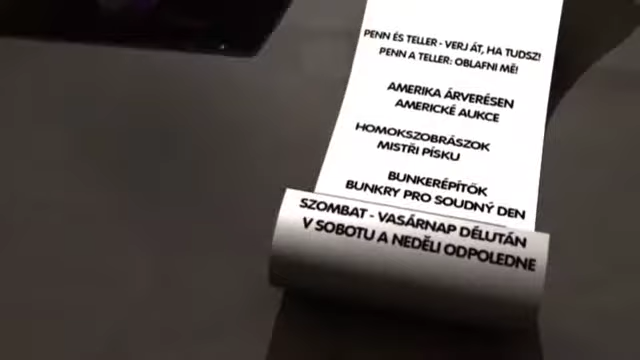 PENN ÉS TELLER - VERJ ÁT, HA TUDSZ!
PENN A TELLER: OBLAFNI MĚ!
AMERIKA ÁRVERÉSEN
AMERICKÉ AUKCE
HOMOKSZOBRÁSZOK
MISTŘI PÍSKU
BUNKERÉPÍTŐK
BUNKRY PRO SOUDNÝ DEN
SZOMBAT - VASÁRNAP DÉLUTÁN
V SOBOTU A NEDĚLI ODPOLEDNE